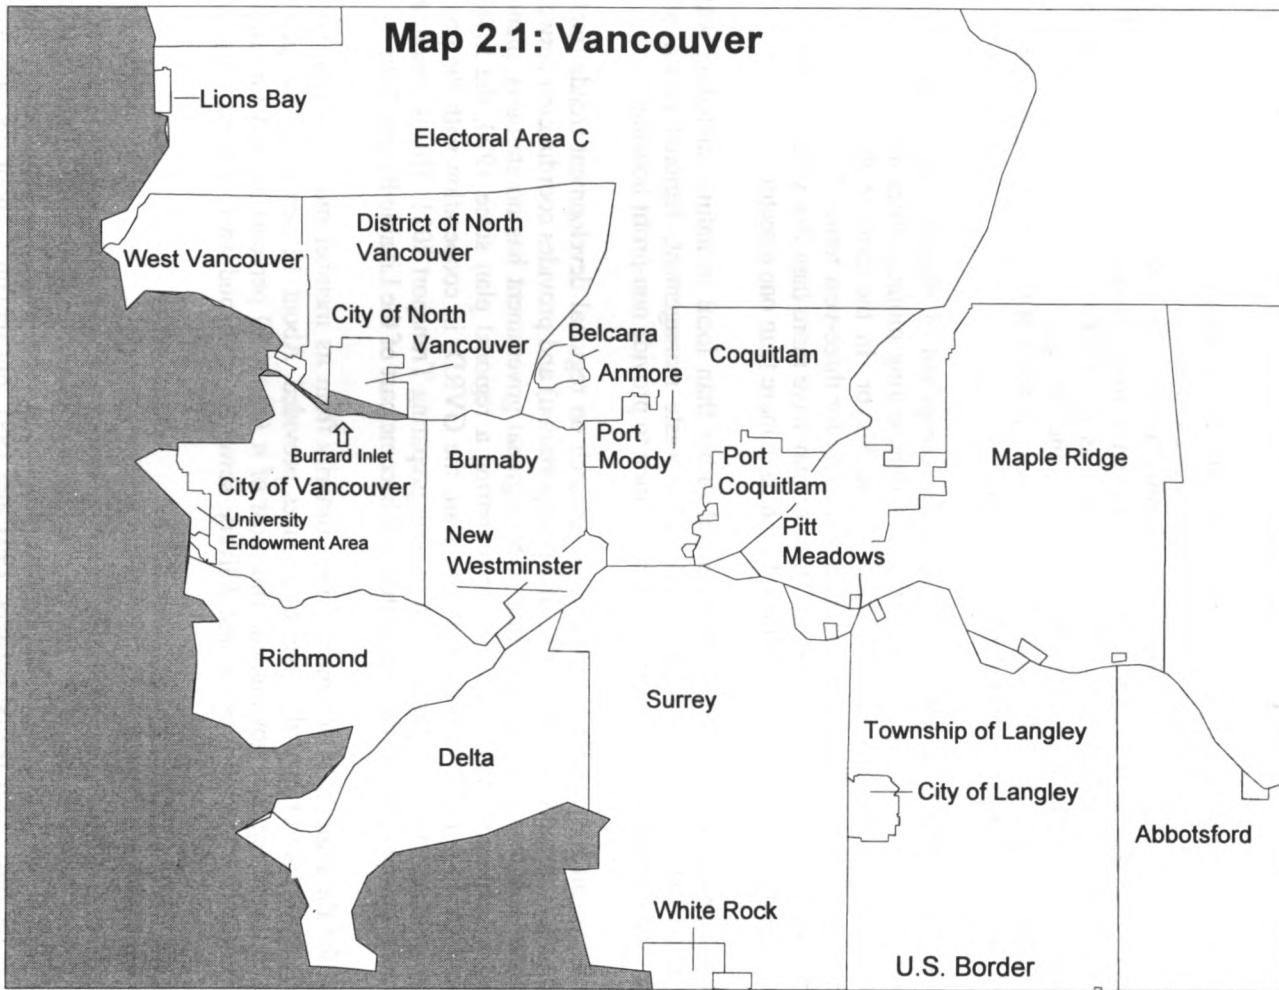 Map 2.1: Vancouver
Lions Bay
Electoral Area C
District of North
Vancouver
West Vancouver
City of North
Vancouver
Belcarra
Anmore
Coquitlam
Burrard Inlet
Burnaby
Port
Moody
Port
Coquitlam
Maple Ridge
City of Vancouver
University
Endowment Area
New
Westminster
Pitt
Meadows
Richmond
Surrey
Delta
Township of Langley
City of Langley
Abbotsford
White Rock
U.S. Border